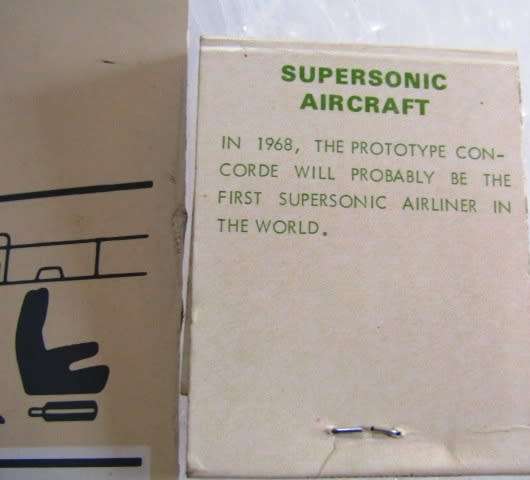 SUPERSONIC
AIRCRAFT
IN 1968, THE PROTOTYPE CON-
CORDE WILL PROBABLY BE THE
FIRST SUPERSONIC AIRLINER IN
THE WORLD.